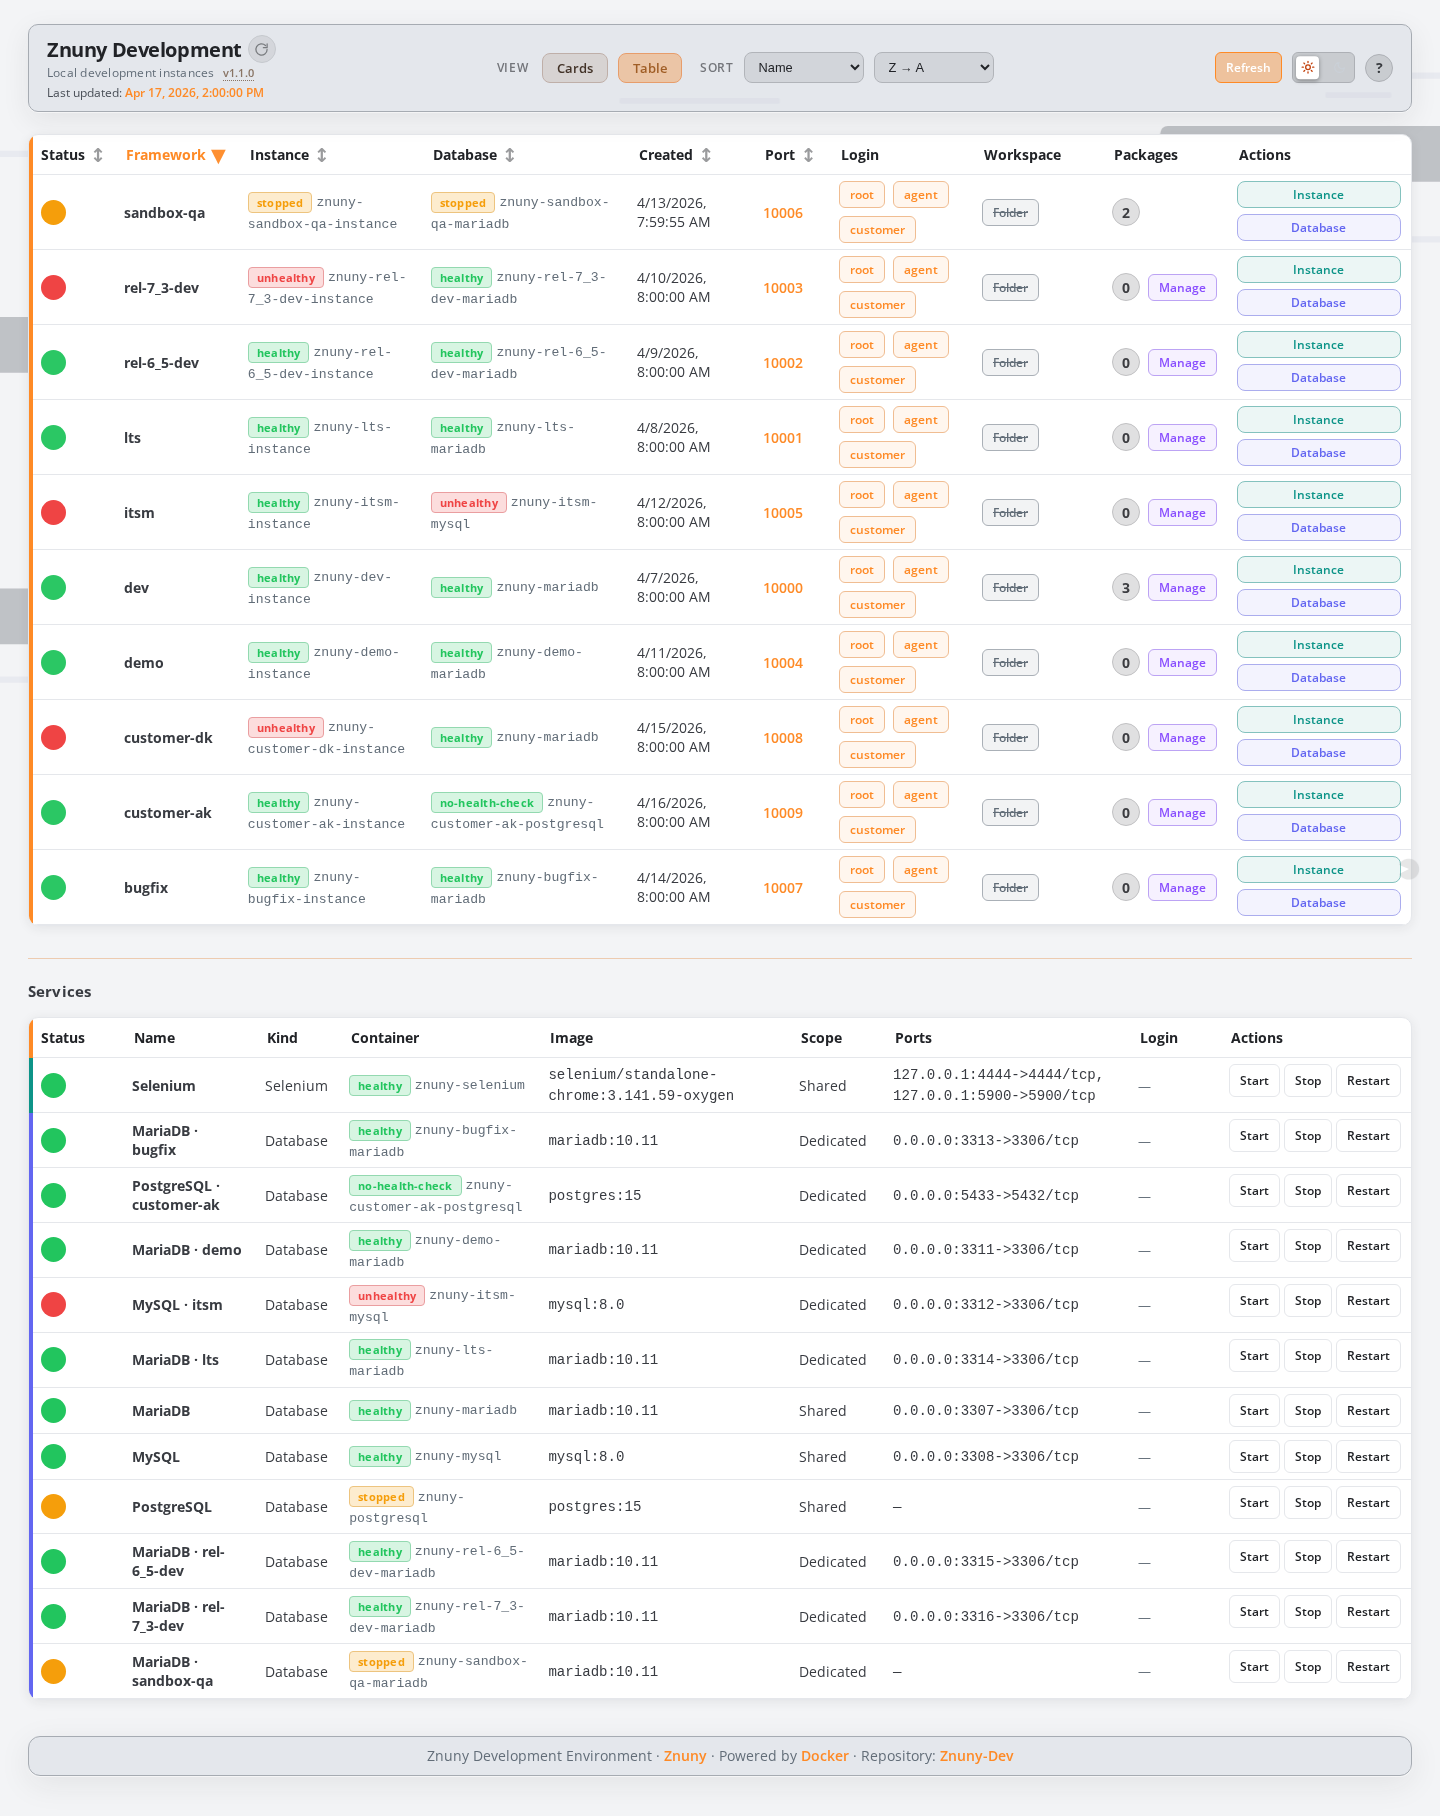 Znuny Development
Local development instances v1.1.0
Last updated: Apr 17, 2026, 2:00:00 PM
VIEW Cards Table SORT Name Z → A
Refresh ?
Status Framework Instance Database Created Port Login Workspace Packages Actions
sandbox-qa stopped znuny-sandbox-qa-instance stopped znuny-sandbox-qa-mariadb 4/13/2026, 7:59:55 AM 10006 root agent customer Folder 2 Instance Database
rel-7_3-dev unhealthy znuny-rel-7_3-dev-instance healthy znuny-rel-7_3-dev-mariadb 4/10/2026, 8:00:00 AM 10003 root agent customer Folder 0 Manage Instance Database
rel-6_5-dev healthy znuny-rel-6_5-dev-instance healthy znuny-rel-6_5-dev-mariadb 4/9/2026, 8:00:00 AM 10002 root agent customer Folder 0 Manage Instance Database
lts healthy znuny-lts-instance healthy znuny-lts-mariadb 4/8/2026, 8:00:00 AM 10001 root agent customer Folder 0 Manage Instance Database
itsm healthy znuny-itsm-instance unhealthy znuny-itsm-mysql 4/12/2026, 8:00:00 AM 10005 root agent customer Folder 0 Manage Instance Database
dev healthy znuny-dev-instance healthy znuny-mariadb 4/7/2026, 8:00:00 AM 10000 root agent customer Folder 3 Manage Instance Database
demo healthy znuny-demo-instance healthy znuny-demo-mariadb 4/11/2026, 8:00:00 AM 10004 root agent customer Folder 0 Manage Instance Database
customer-dk unhealthy znuny-customer-dk-instance healthy znuny-mariadb 4/15/2026, 8:00:00 AM 10008 root agent customer Folder 0 Manage Instance Database
customer-ak healthy znuny-customer-ak-instance no-health-check znuny-customer-ak-postgresql 4/16/2026, 8:00:00 AM 10009 root agent customer Folder 0 Manage Instance Database
bugfix healthy znuny-bugfix-instance healthy znuny-bugfix-mariadb 4/14/2026, 8:00:00 AM 10007 root agent customer Folder 0 Manage Instance Database
Services
Status Name Kind Container Image Scope Ports Login Actions
Selenium Selenium healthy znuny-selenium selenium/standalone-chrome:3.141.59-oxygen Shared 127.0.0.1:4444->4444/tcp, 127.0.0.1:5900->5900/tcp — Start Stop Restart
MariaDB · bugfix Database healthy znuny-bugfix-mariadb mariadb:10.11 Dedicated 0.0.0.0:3313->3306/tcp — Start Stop Restart
PostgreSQL · customer-ak Database no-health-check znuny-customer-ak-postgresql postgres:15 Dedicated 0.0.0.0:5433->5432/tcp — Start Stop Restart
MariaDB · demo Database healthy znuny-demo-mariadb mariadb:10.11 Dedicated 0.0.0.0:3311->3306/tcp — Start Stop Restart
MySQL · itsm Database unhealthy znuny-itsm-mysql mysql:8.0 Dedicated 0.0.0.0:3312->3306/tcp — Start Stop Restart
MariaDB · lts Database healthy znuny-lts-mariadb mariadb:10.11 Dedicated 0.0.0.0:3314->3306/tcp — Start Stop Restart
MariaDB Database healthy znuny-mariadb mariadb:10.11 Shared 0.0.0.0:3307->3306/tcp — Start Stop Restart
MySQL Database healthy znuny-mysql mysql:8.0 Shared 0.0.0.0:3308->3306/tcp — Start Stop Restart
PostgreSQL Database stopped znuny-postgresql postgres:15 Shared — — Start Stop Restart
MariaDB · rel-6_5-dev Database healthy znuny-rel-6_5-dev-mariadb mariadb:10.11 Dedicated 0.0.0.0:3315->3306/tcp — Start Stop Restart
MariaDB · rel-7_3-dev Database healthy znuny-rel-7_3-dev-mariadb mariadb:10.11 Dedicated 0.0.0.0:3316->3306/tcp — Start Stop Restart
MariaDB · sandbox-qa Database stopped znuny-sandbox-qa-mariadb mariadb:10.11 Dedicated — — Start Stop Restart
Znuny Development Environment · Znuny · Powered by Docker · Repository: Znuny-Dev